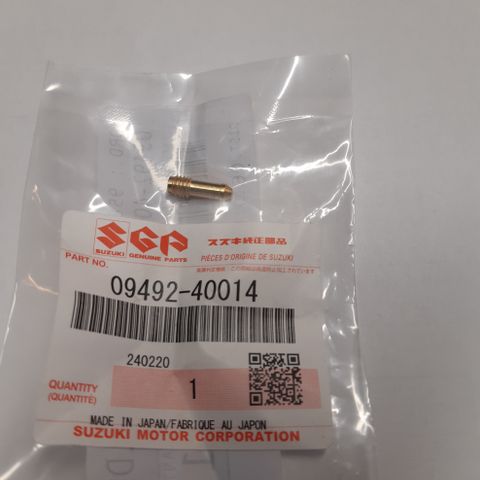 SGP
SUZUKI GENUINE PARTS
スズキ純正部品
PIÈCES D'ORIGINE DE SUZUKI
PART NO.
09492-40014
240220
QUANTITY
(QUANTITÉ)
1
MADE IN JAPAN/FABRIQUE AU JAPON
SUZUKI MOTOR CORPORATION